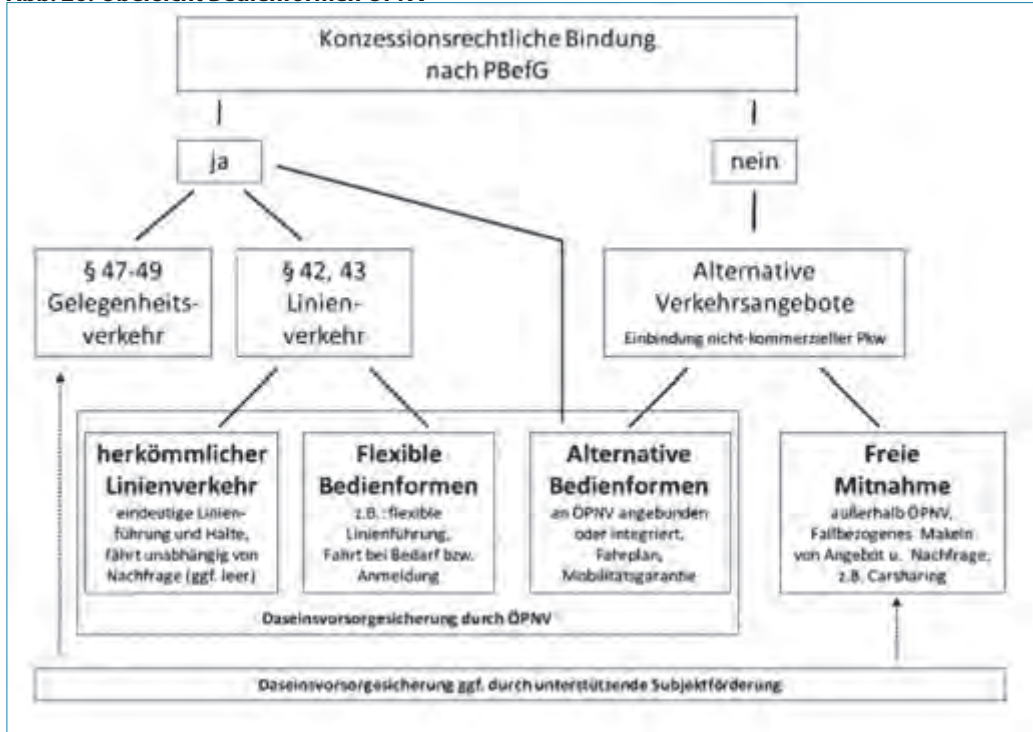 Konzessionsrechtliche Bindung
nach PBefG
ja
nein
§ 47-49
Gelegenheits-
verkehr
§ 42, 43
Linien-
verkehr
Alternative
Verkehrsangebote
Einbindung nicht-kommerzieller Pkw
herkömmlicher
Linienverkehr
eindeutige Linien-
führung und Halte,
fährt unabhängig von
Nachfrage (ggf. leer)
Flexible
Bedienformen
z.B.: flexible
Linienführung,
Fahrt bei Bedarf bzw.
Anmeldung
Alternative
Bedienformen
an ÖPNV angebunden
oder integriert,
Fahrplan,
Mobilitätsgarantie
Freie
Mitnahme
außerhalb ÖPNV,
Fallbezogenes Makeln
von Angebot u. Nachfrage,
z.B. Carsharing
Daseinsvorsorgesicherung durch ÖPNV
Daseinsvorsorgesicherung ggf. durch unterstützende Subjektförderung